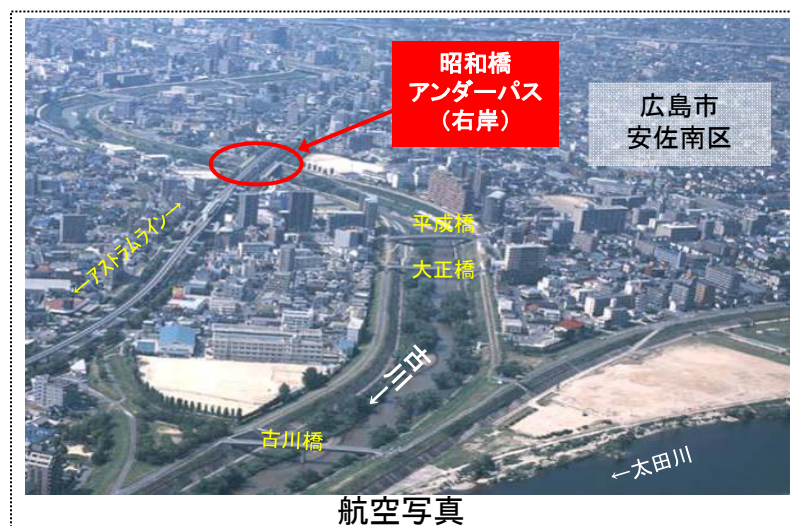 昭和橋
アンダーパス
（右岸）
広島市
安佐南区
←アストラムライン→
平成橋
大正橋
古川→
古川橋
←太田川
航空写真